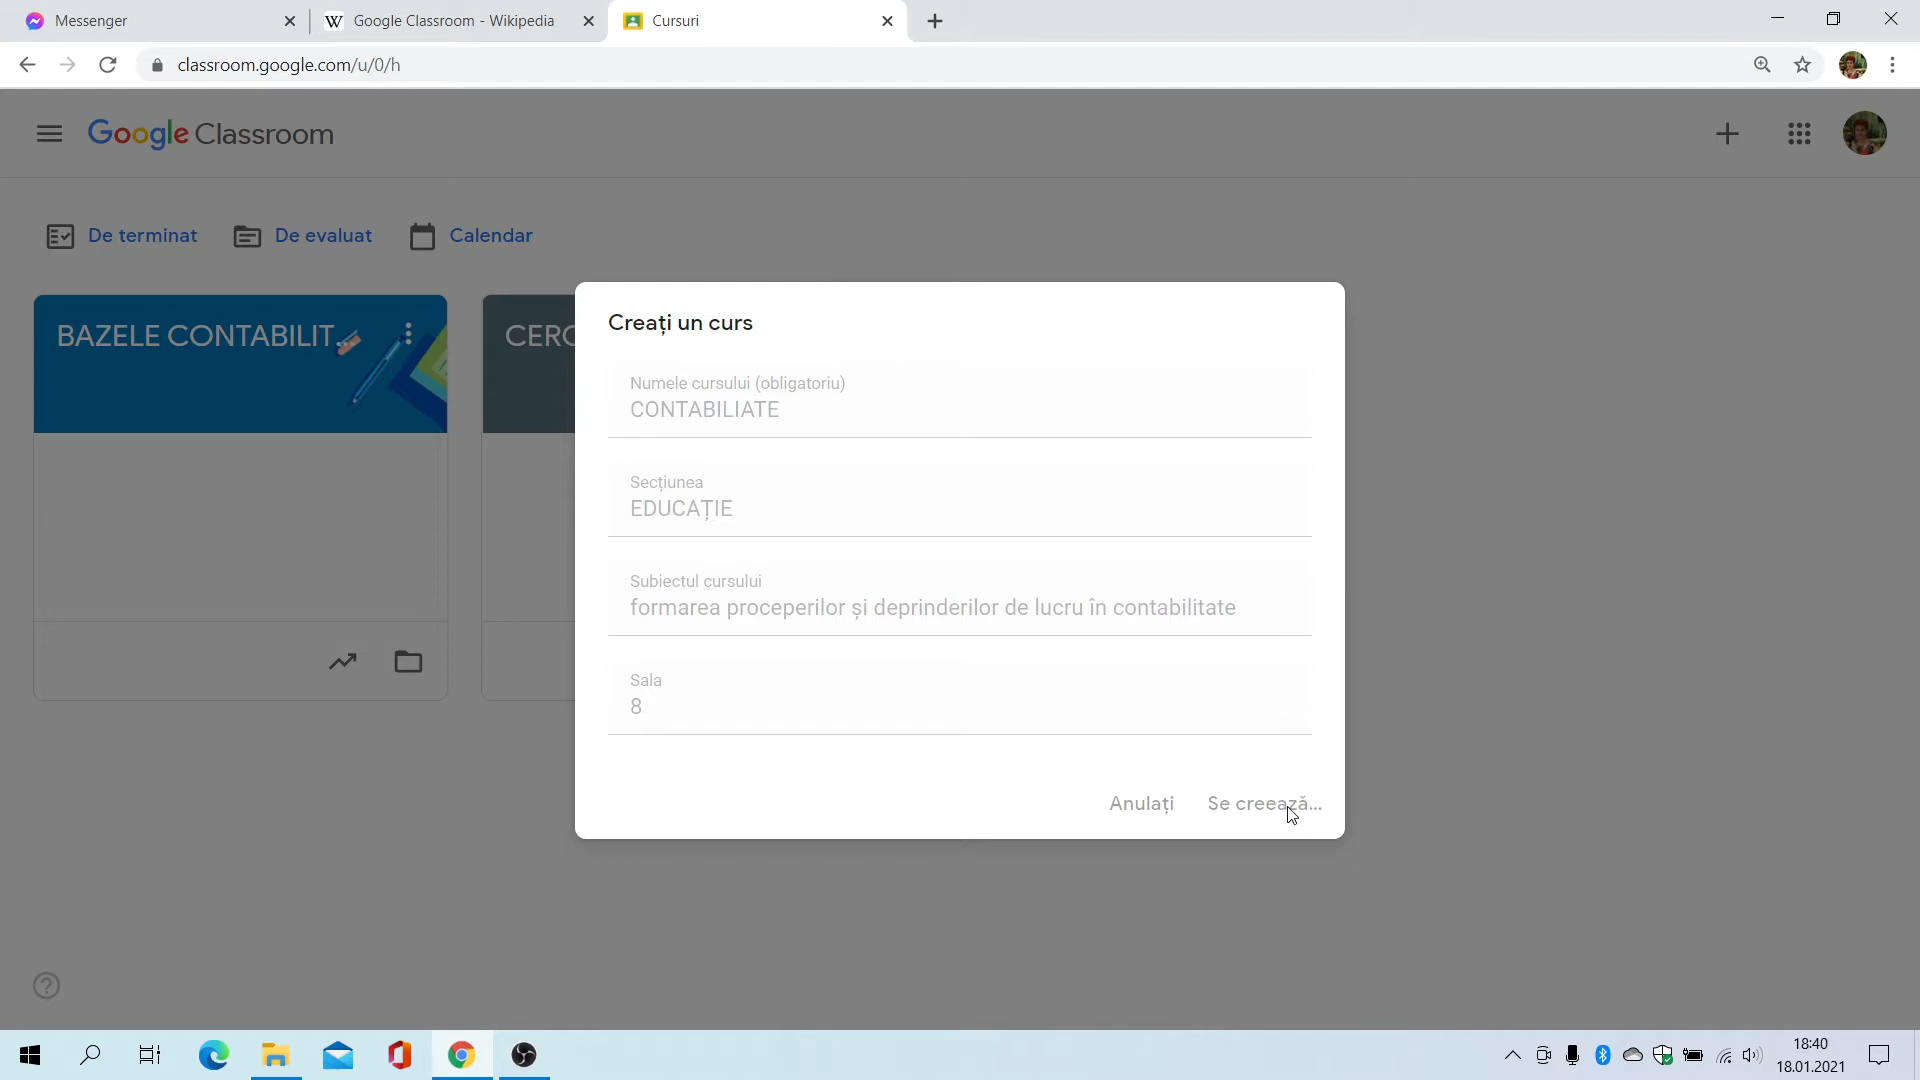 Messenger
Google Classroom - Wikipedia
Cursuri
classroom.google.com/u/0/h
Google Classroom
De terminat
De evaluat
Calendar
BAZELE CONTABILIT...
CERC
Creați un curs
Numele cursului (obligatoriu)
CONTABILIATE
Secțiunea
EDUCAȚIE
Subiectul cursului
formarea proceperilor și deprinderilor de lucru în contabilitate
Sala
8
Anulați
Se creează...
18:40
18.01.2021